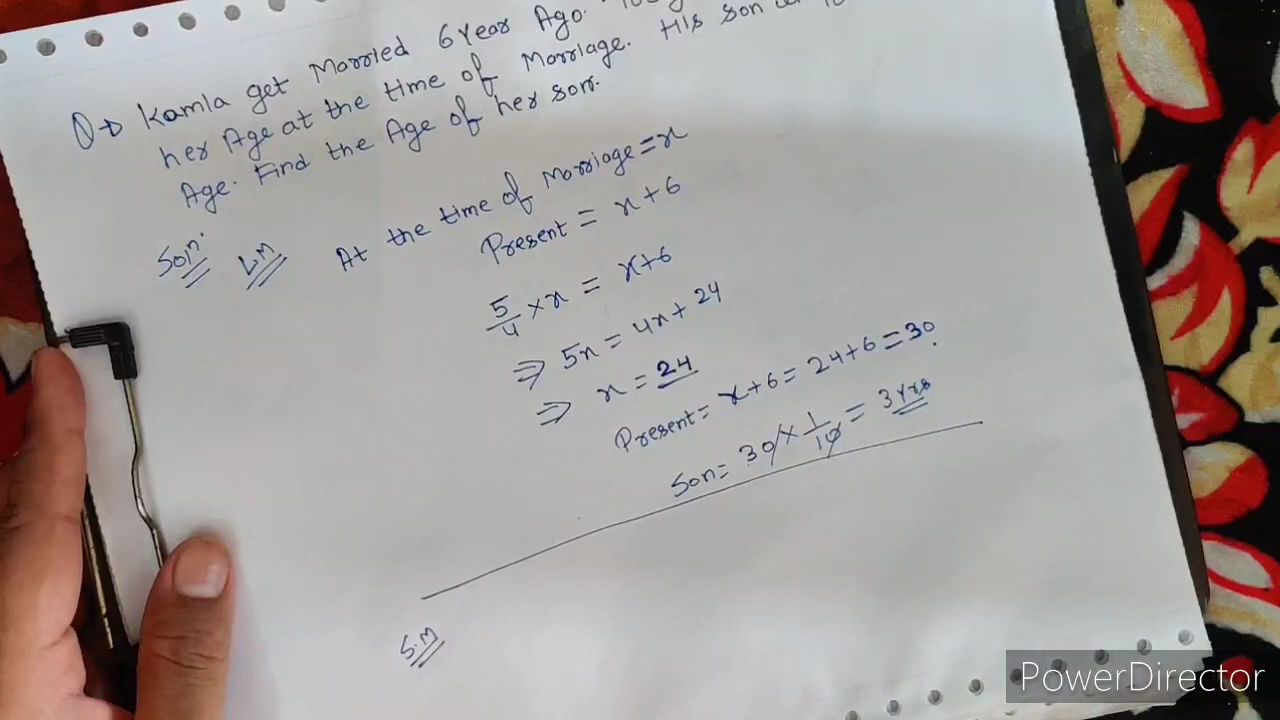 Q→ Kamla get Married 6 Year Ago.
her Age at the time of Marriage. His son
Age. Find the Age of her son.
Som: L.M At the time of Marriage = x
Present = x+6
5/4 × x = x+6
⇒ 5x = 4x + 24
⇒ x = 24
Present = x+6 = 24+6 = 30.
Son = 30 × 1/10 = 3 yrs
S.M
PowerDirector